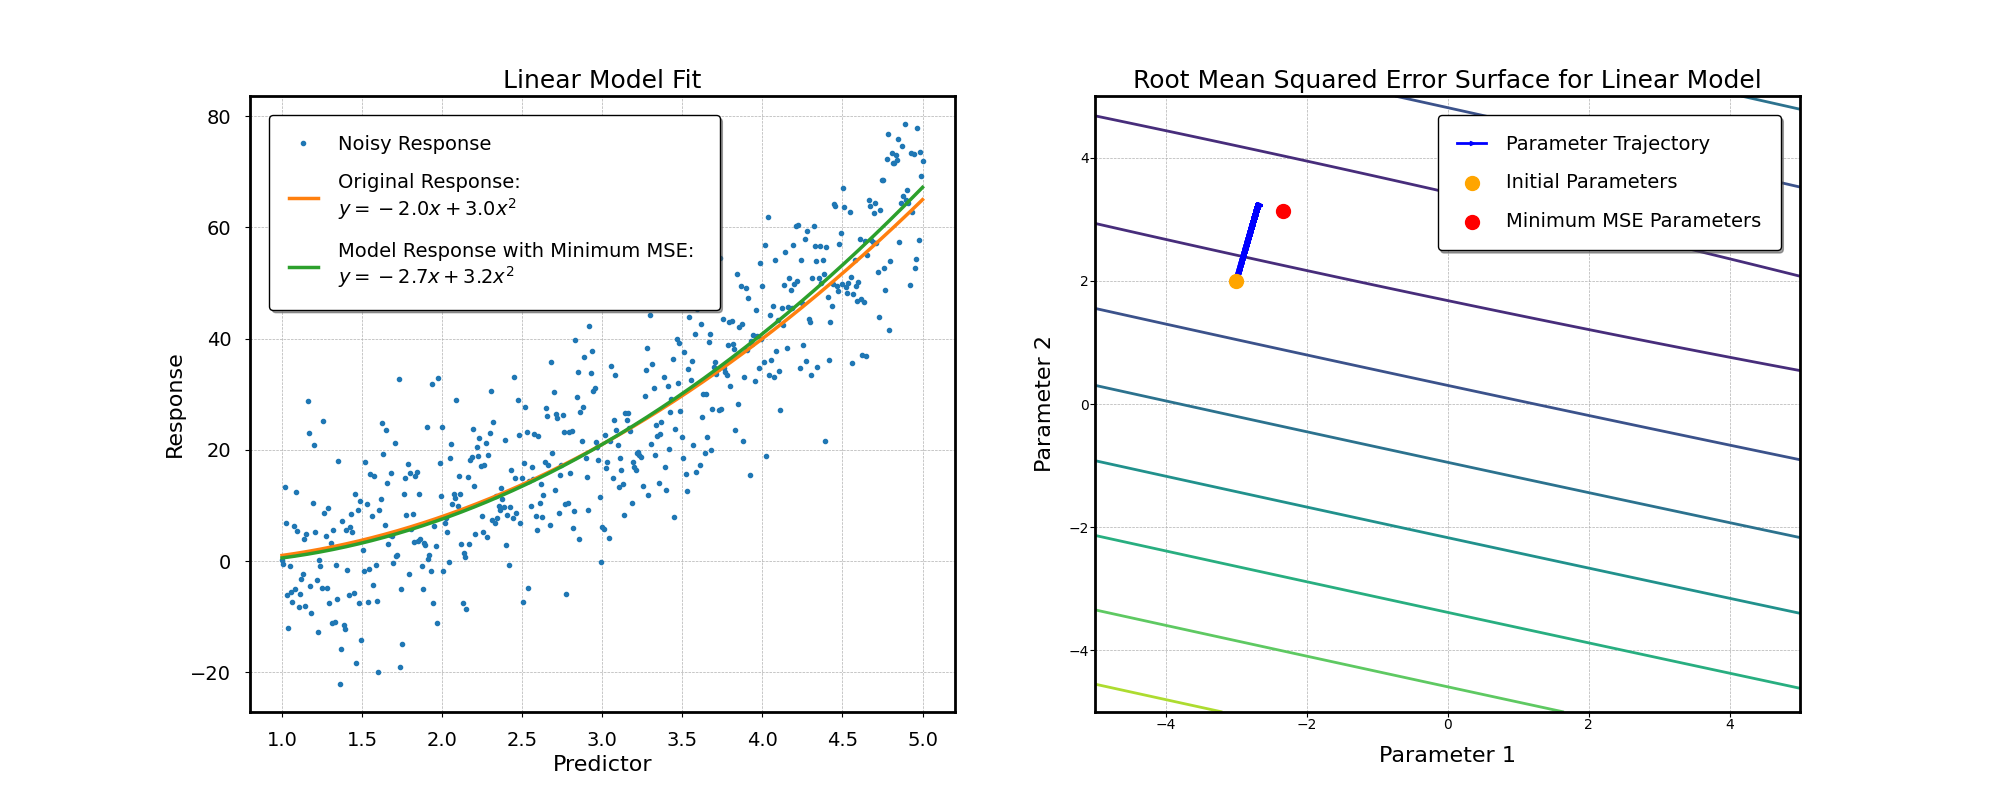 Linear Model Fit
80
60
40
20
0
−20
Response
Noisy Response
Original Response:
y = −2.0x + 3.0x²
Model Response with Minimum MSE:
y = −2.7x + 3.2x²
1.0 1.5 2.0 2.5 3.0 3.5 4.0 4.5 5.0
Predictor
Root Mean Squared Error Surface for Linear Model
4
2
0
−2
−4
Parameter 2
Parameter Trajectory
Initial Parameters
Minimum MSE Parameters
−4 −2 0 2 4
Parameter 1